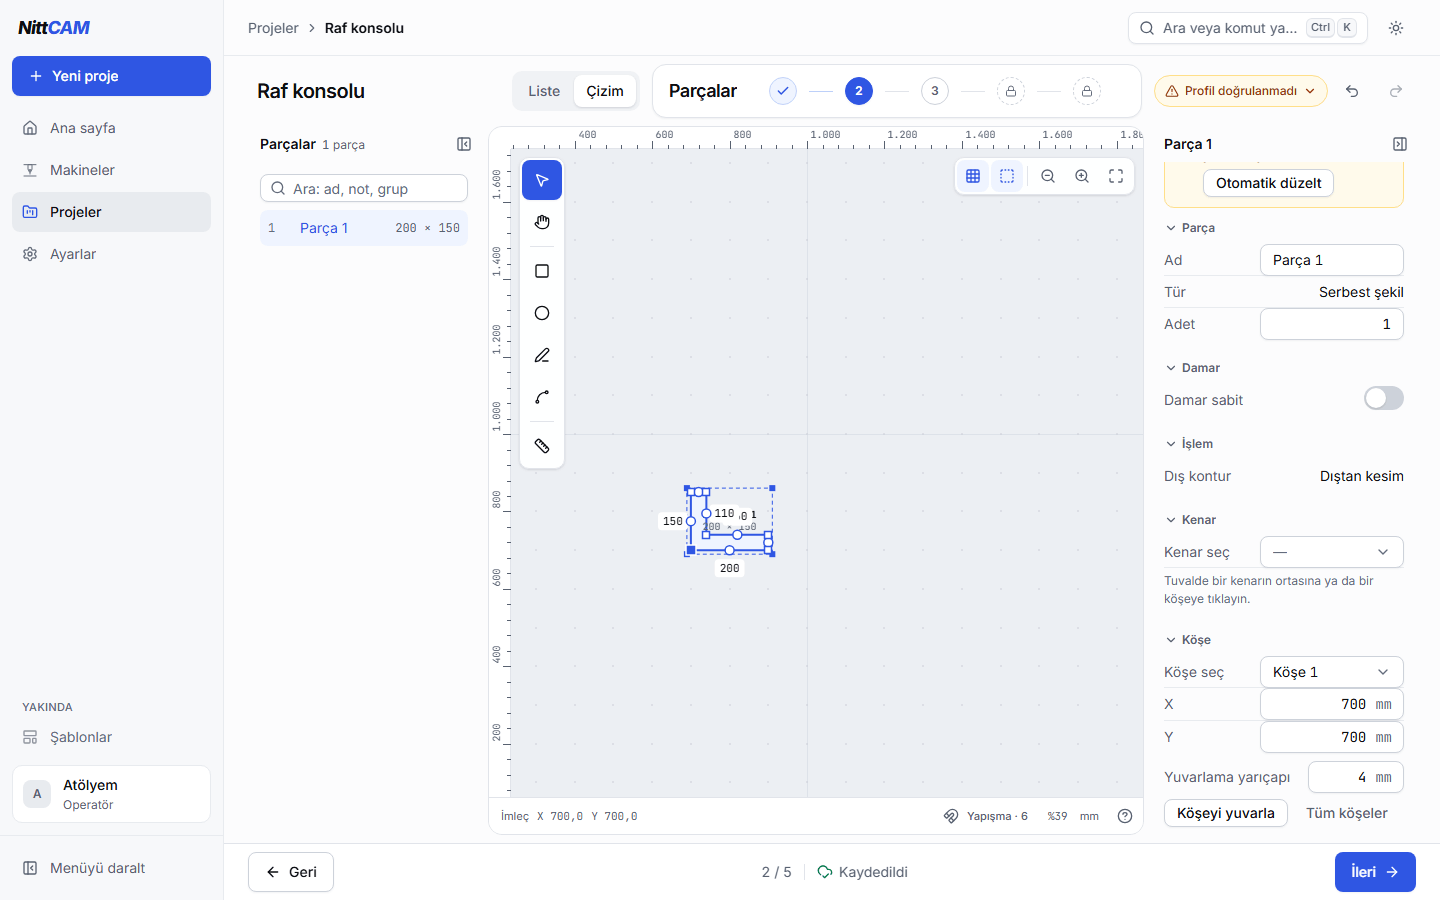 NittCAM
Yeni proje
Ana sayfa
Makineler
Projeler
Ayarlar
YAKINDA
Şablonlar
A
Atölyem
Operatör
Menüyü daralt
Projeler > Raf konsolu
Ara veya komut ya... Ctrl K
Raf konsolu
Liste Çizim
Parçalar 2 3
Profil doğrulanmadı
Parçalar 1 parça
Ara: ad, not, grup
1 Parça 1 200 × 150
400 600 800 1.000 1.200 1.400 1.600
1.600
1.400
1.200
1.000
800
600
400
200
150
110
200
İmleç X 700,0 Y 700,0
Yapışma · 6 %39 mm
Parça 1
Otomatik düzelt
Parça
Ad Parça 1
Tür Serbest şekil
Adet 1
Damar
Damar sabit
İşlem
Dış kontur Dıştan kesim
Kenar
Kenar seç —
Tuvalde bir kenarın ortasına ya da bir
köşeye tıklayın.
Köşe
Köşe seç Köşe 1
X 700 mm
Y 700 mm
Yuvarlama yarıçapı 4 mm
Köşeyi yuvarla Tüm köşeler
Geri
2 / 5 Kaydedildi
İleri